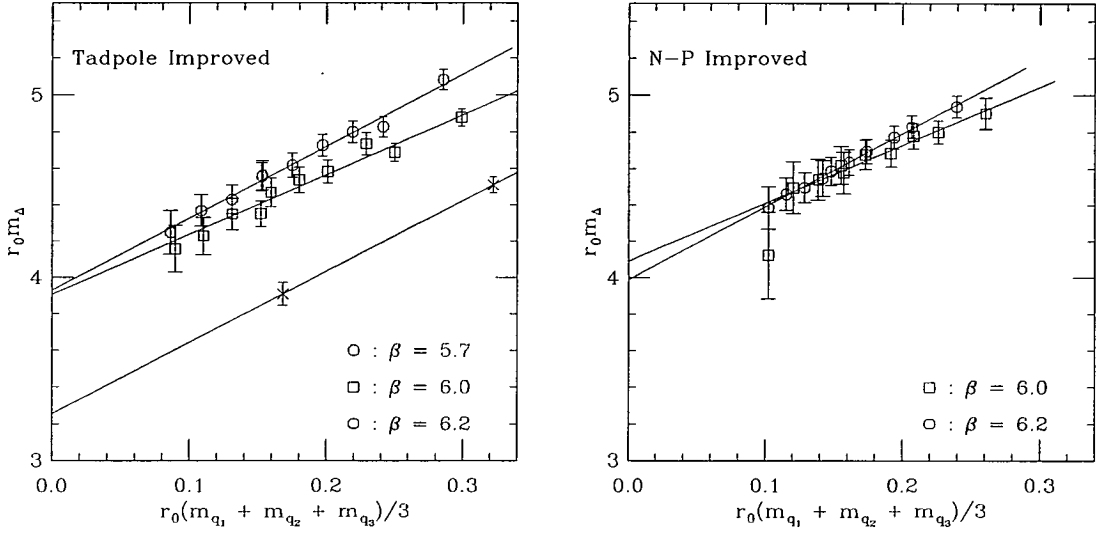 Tadpole Improved
5
4
3
r₀m_Δ
○ : β = 5.7
□ : β = 6.0
○ : β = 6.2
0.0 0.1 0.2 0.3
r₀(m_q₁ + m_q₂ + m_q₃)/3
N-P Improved
5
4
3
r₀m_Δ
□ : β = 6.0
○ : β = 6.2
0.0 0.1 0.2 0.3
r₀(m_q₁ + m_q₂ + m_q₃)/3